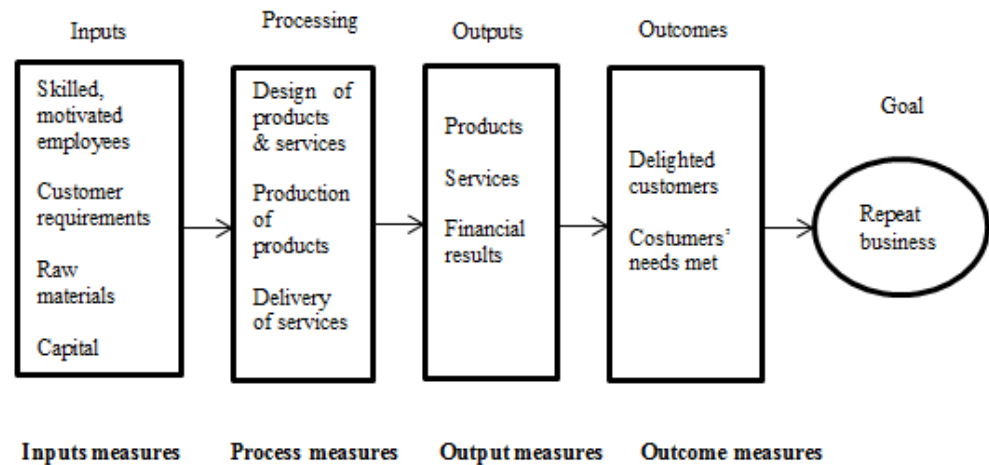 Inputs
Processing
Outputs
Outcomes
Goal
Skilled,
motivated
employees
Customer
requirements
Raw
materials
Capital
Design of
products
& services
Production
of
products
Delivery
of services
Products
Services
Financial
results
Delighted
customers
Costumers’
needs met
Repeat
business
Inputs measures
Process measures
Output measures
Outcome measures